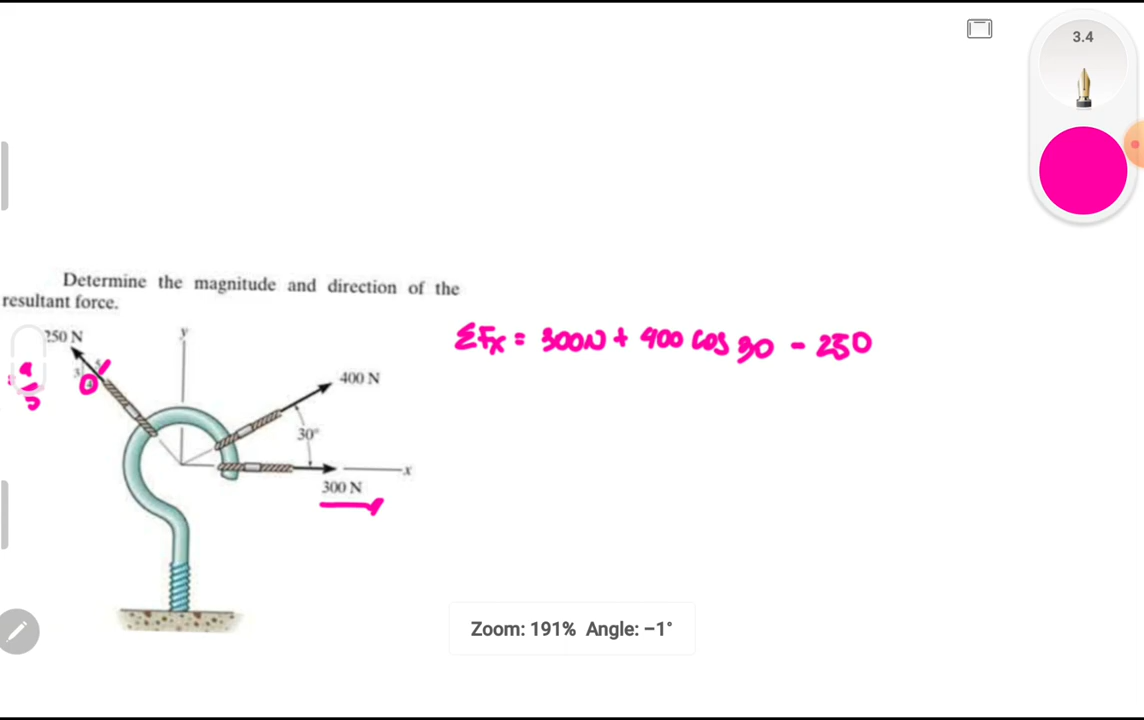 3.4
Determine the magnitude and direction of the
resultant force.
250 N
y
ΣFx = 300N + 400 cos 30 - 250
400 N
30°
x
300 N
Zoom: 191% Angle: –1°